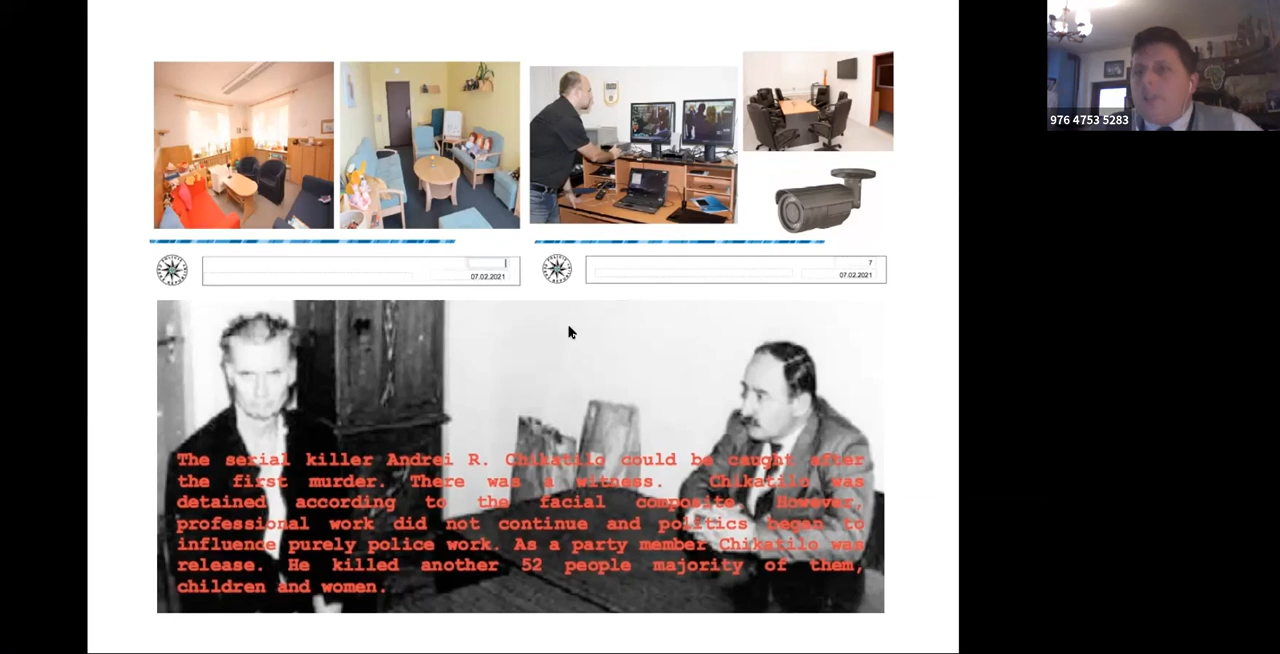 976 4753 5283
07.02.2021
7
07.02.2021
The serial killer Andrei R. Chikatilo could be caught after
the first murder. There was a witness. Chikatilo was
detained according to the facial composite. However,
professional work did not continue and politics began to
influence purely police work. As a party member Chikatilo was
release. He killed another 52 people majority of them,
children and women.